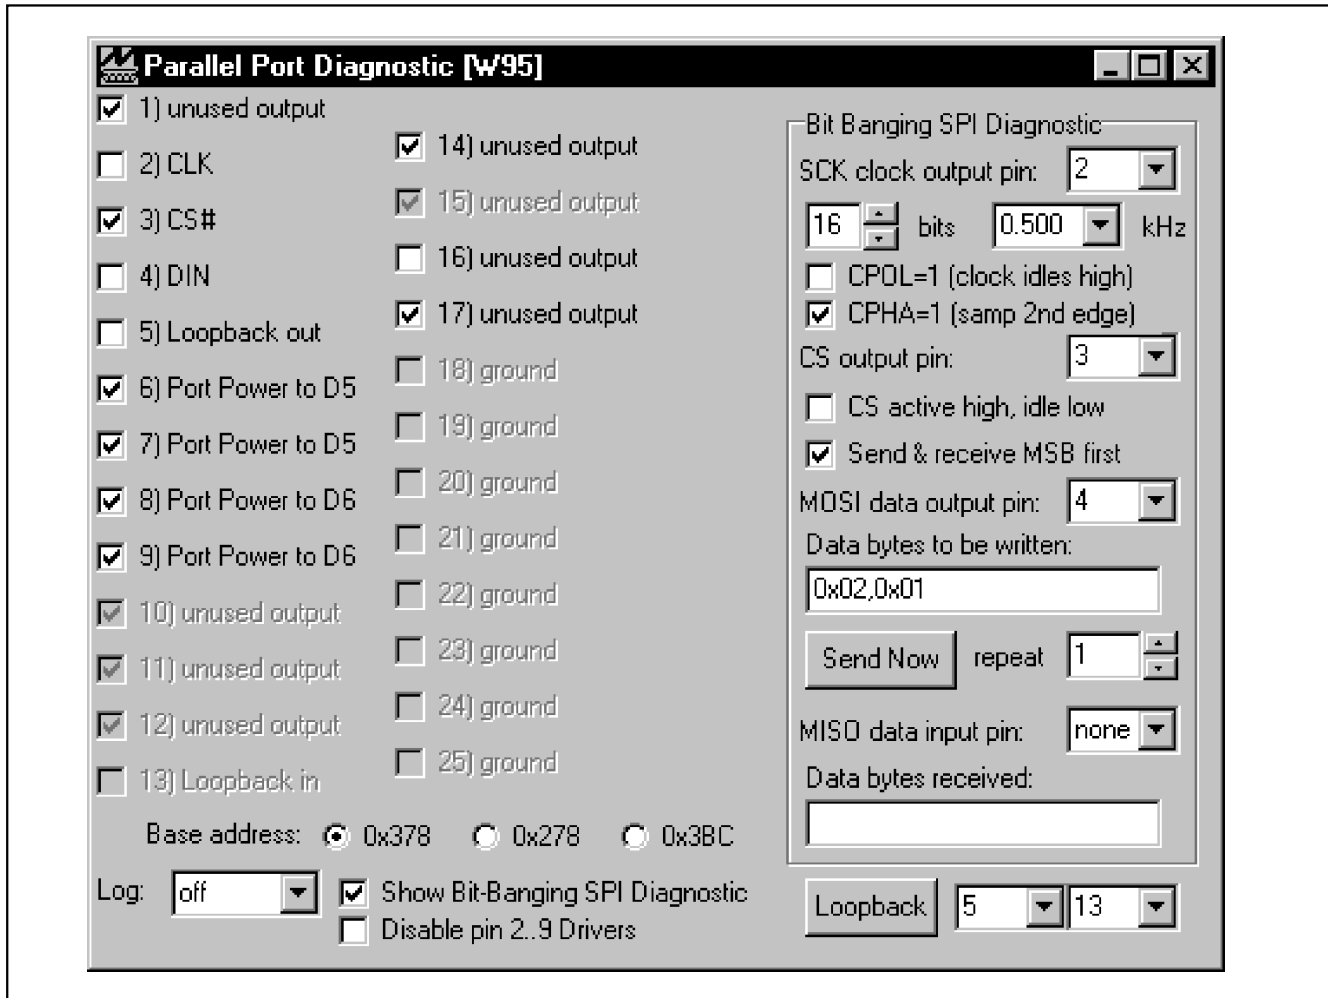 Parallel Port Diagnostic [W95]
1) unused output
2) CLK
3) CS#
4) DIN
5) Loopback out
6) Port Power to D5
7) Port Power to D5
8) Port Power to D6
9) Port Power to D6
10) unused output
11) unused output
12) unused output
13) Loopback in
14) unused output
15) unused output
16) unused output
17) unused output
18) ground
19) ground
20) ground
21) ground
22) ground
23) ground
24) ground
25) ground
Base address: 0x378 0x278 0x3BC
Log: off
Show Bit-Banging SPI Diagnostic
Disable pin 2..9 Drivers
Bit Banging SPI Diagnostic
SCK clock output pin: 2
16 bits 0.500 kHz
CPOL=1 (clock idles high)
CPHA=1 (samp 2nd edge)
CS output pin: 3
CS active high, idle low
Send & receive MSB first
MOSI data output pin: 4
Data bytes to be written:
0x02,0x01
Send Now repeat 1
MISO data input pin: none
Data bytes received:
Loopback 5 13